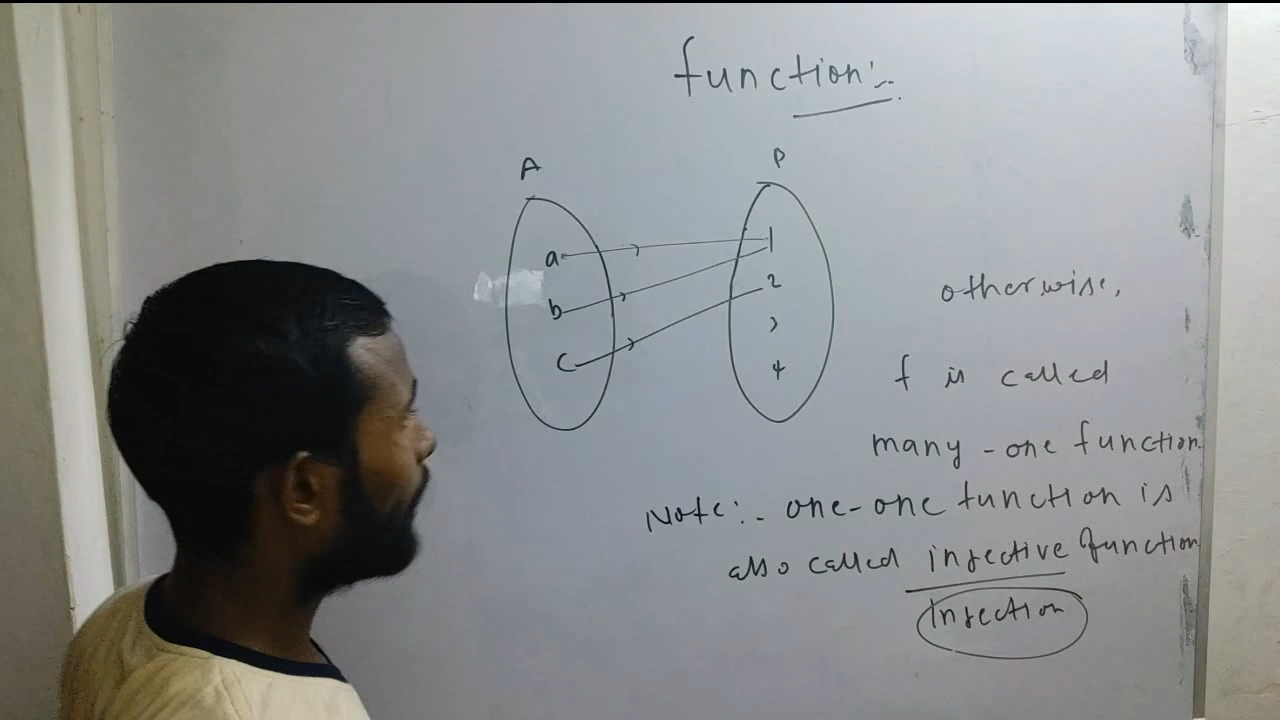 function:-
A
P
a
1
b
2
c
3
4
otherwise,
f is called
many-one function
Note:- one-one function is
also called injective function
Injection